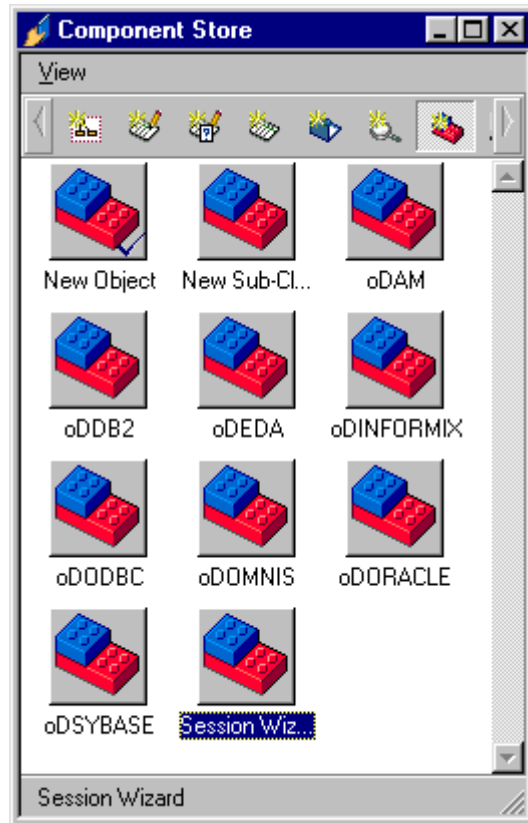 Component Store
View
New Object New Sub-Cl... oDAM
oDDB2 oDEDA oDINFORMIX
oDODBC oDOMNIS oDORACLE
oDSYBASE Session Wiz...
Session Wizard